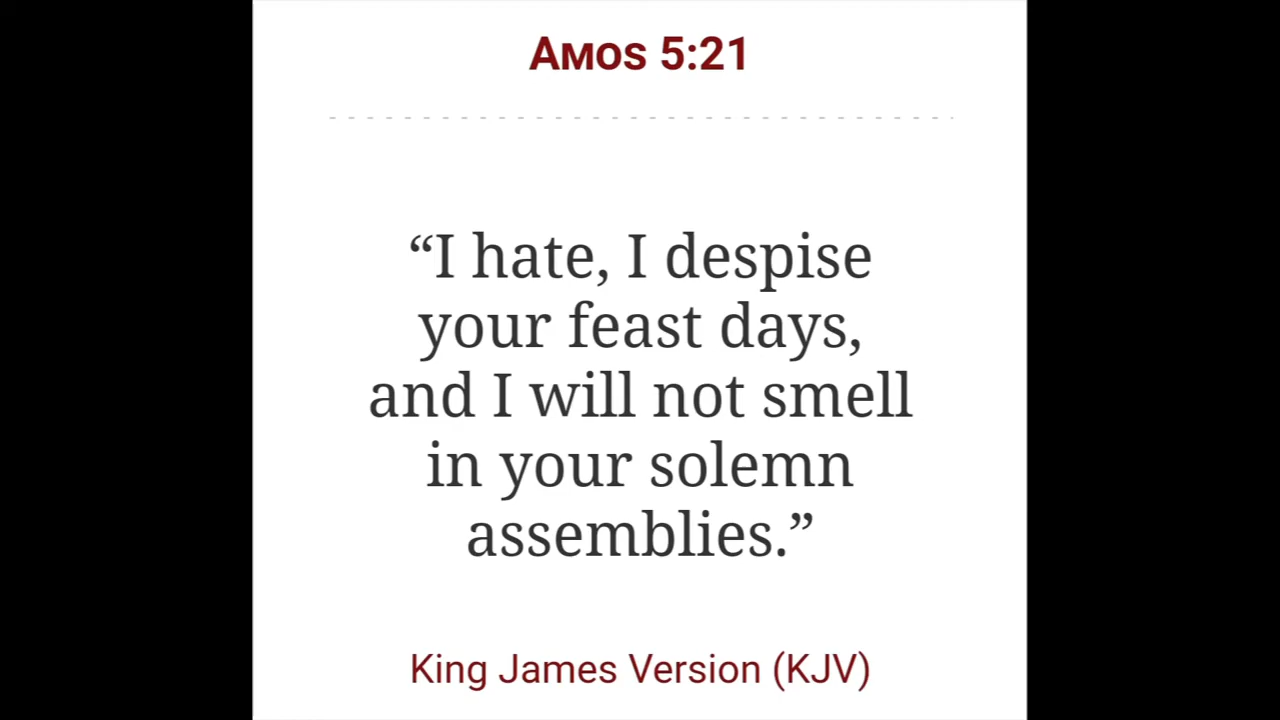 Amos 5:21
“I hate, I despise
your feast days,
and I will not smell
in your solemn
assemblies.”
King James Version (KJV)